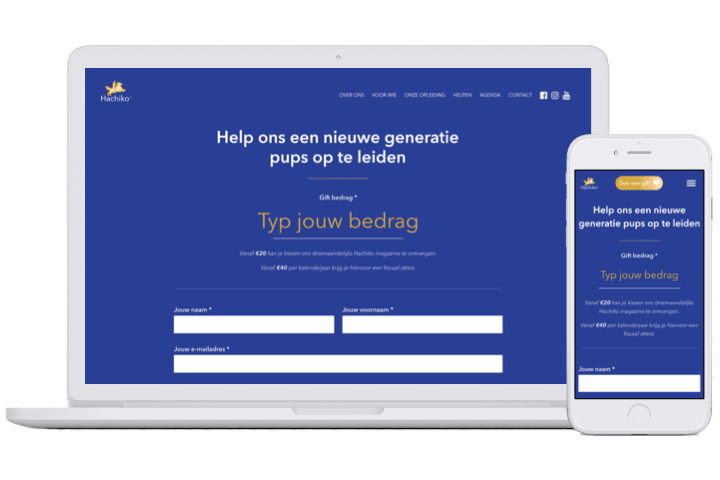 Hachiko
OVER ONS VOOR WIE ONZE OPLEIDING HELPEN AGENDA CONTACT
Help ons een nieuwe generatie
pups op te leiden
Gift bedrag *
Typ jouw bedrag
Vanaf €20 kan je kiezen ons driemaandelijks Hachiko magazine te ontvangen.
Vanaf €40 per kalenderjaar krijg je hiervoor een fiscaal attest.
Jouw naam * Jouw voornaam *
Jouw e-mailadres *
Hachiko
Doe een gift
Help ons een nieuwe
generatie pups op te leiden
Gift bedrag *
Typ jouw bedrag
Vanaf €20 kan je kiezen ons driemaandelijks
Hachiko magazine te ontvangen.
Vanaf €40 per kalenderjaar krijg je hiervoor een
fiscaal attest.
Jouw naam *